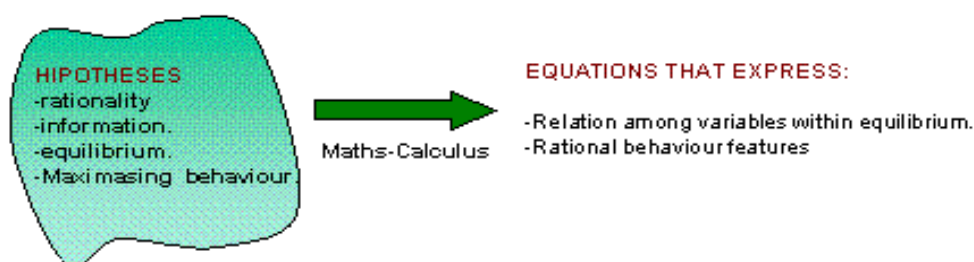 HIPOTHESES
-rationality
-information.
-equilibrium.
-Maximasing behaviour
Maths-Calculus
EQUATIONS THAT EXPRESS:
-Relation among variables within equilibrium.
-Rational behaviour features